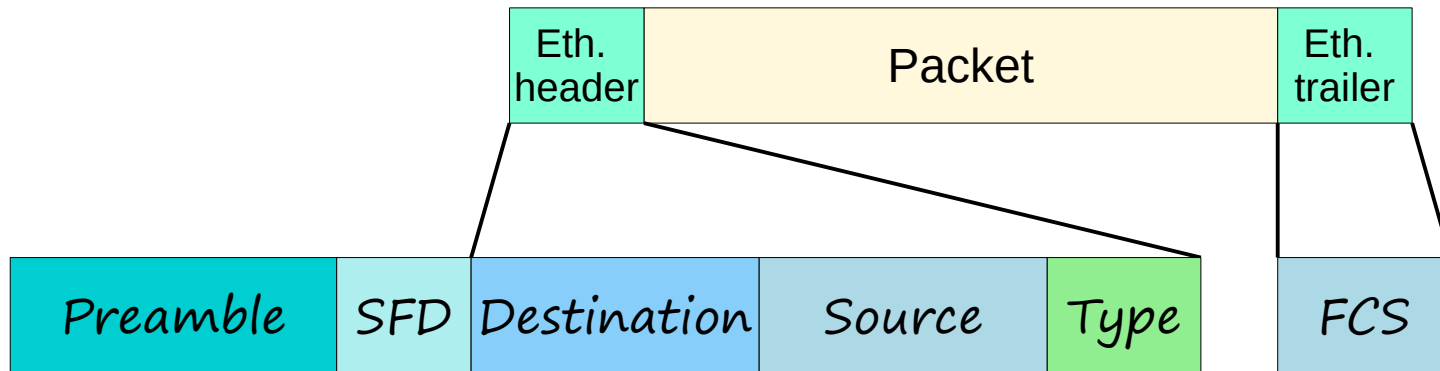 Eth.
header
Packet
Eth.
trailer
Preamble SFD Destination Source Type FCS